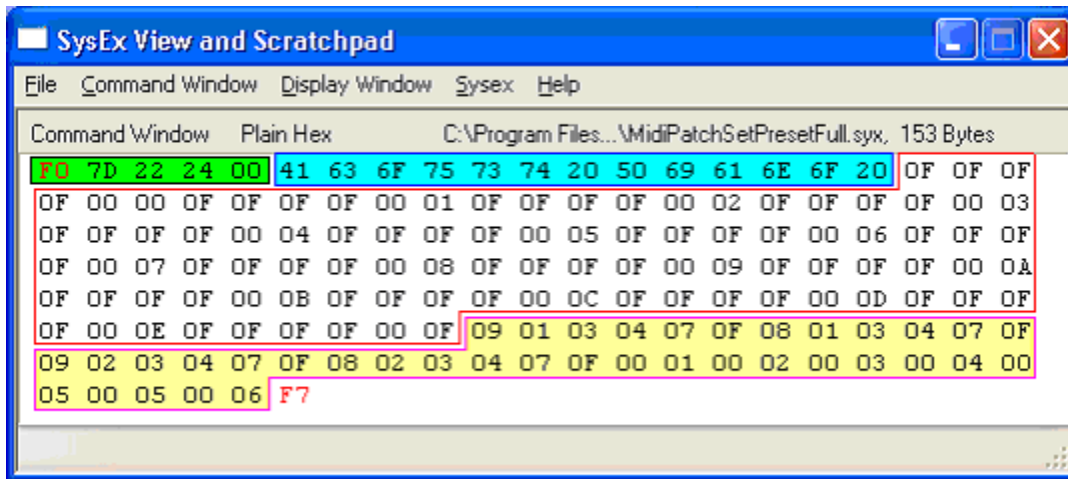 SysEx View and Scratchpad
File Command Window Display Window Sysex Help
Command Window Plain Hex C:\Program Files...\MidiPatchSetPresetFull.syx, 153 Bytes
F0 7D 22 24 00 41 63 6F 75 73 74 20 50 69 61 6E 6F 20 0F 0F 0F
0F 00 00 0F 0F 0F 0F 00 01 0F 0F 0F 0F 00 02 0F 0F 0F 0F 00 03
0F 0F 0F 0F 00 04 0F 0F 0F 0F 00 05 0F 0F 0F 0F 00 06 0F 0F 0F
0F 00 07 0F 0F 0F 0F 00 08 0F 0F 0F 0F 00 09 0F 0F 0F 0F 00 0A
0F 0F 0F 0F 00 0B 0F 0F 0F 0F 00 0C 0F 0F 0F 0F 00 0D 0F 0F 0F
0F 00 0E 0F 0F 0F 0F 00 0F 09 01 03 04 07 0F 08 01 03 04 07 0F
09 02 03 04 07 0F 08 02 03 04 07 0F 00 01 00 02 00 03 00 04 00
05 00 05 00 06 F7